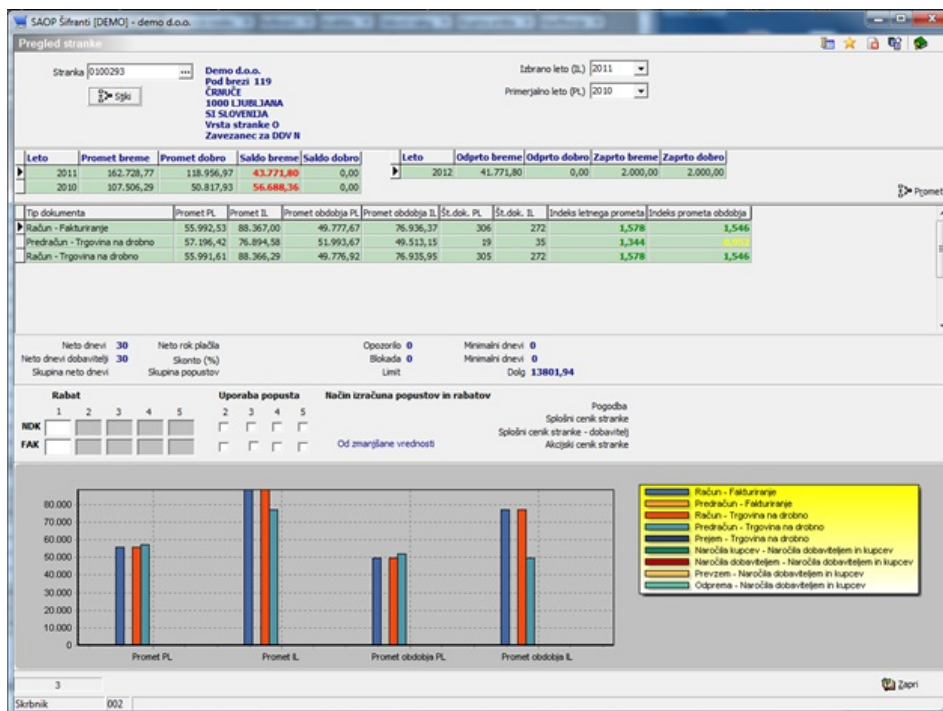 SAOP Šifranti [DEMO] - demo d.o.o.
Pregled stranke
Stranka 0100293 ...
Stiki
Demo d.o.o.
Pod brezi 119
ČRNUČE
1000 LJUBLJANA
SI SLOVENIJA
Vrsta stranke O
Zavezanec za DDV N
Izbrano leto (IL) 2011
Primerjalno leto (PL) 2010
Leto Promet breme Promet dobro Saldo breme Saldo dobro
2011 162.728,77 118.956,97 43.771,80 0,00
2010 107.506,29 50.817,93 56.688,36 0,00
Leto Odprto breme Odprto dobro Zaprto breme Zaprto dobro
2012 41.771,80 0,00 2.000,00 2.000,00
Promet
Tip dokumenta Promet PL Promet IL Promet obdobja PL Promet obdobja IL Št.dok. PL Št.dok. IL Indeks letnega prometa Indeks prometa obdobja
Račun - Fakturiranje 55.992,53 88.367,00 49.777,67 76.936,37 306 272 1,578 1,546
Predračun - Trgovina na drobno 57.196,42 76.894,58 51.993,67 49.513,15 19 35 1,344 0,952
Račun - Trgovina na drobno 55.991,61 88.366,29 49.776,92 76.935,95 305 272 1,578 1,546
Neto dnevi 30 Neto rok plačila Opozorilo 0 Minimalni dnevi 0
Neto dnevi dobavitelji 30 Skonto (%) Blokada 0 Minimalni dnevi 0
Skupina neto dnevi Skupina popustov Limit Dolg 13801,94
Rabat Uporaba popusta Način izračuna popustov in rabatov
1 2 3 4 5 2 3 4 5
NDK
FAK
Od zmanjšane vrednosti
Pogodba
Splošni cenik stranke
Splošni cenik stranke - dobavitelj
Akcijski cenik stranke
80.000
70.000
60.000
50.000
40.000
30.000
20.000
10.000
0
Promet PL Promet IL Promet obdobja PL Promet obdobja IL
Račun - Fakturiranje
Predračun - Fakturiranje
Račun - Trgovina na drobno
Predračun - Trgovina na drobno
Prejem - Trgovina na drobno
Naročila kupcev - Naročila dobaviteljem in kupcev
Naročila dobaviteljem - Naročila dobaviteljem in kupcev
Prevzem - Naročila dobaviteljem in kupcev
Odprema - Naročila dobaviteljem in kupcev
3
Zapri
Skrbnik 002